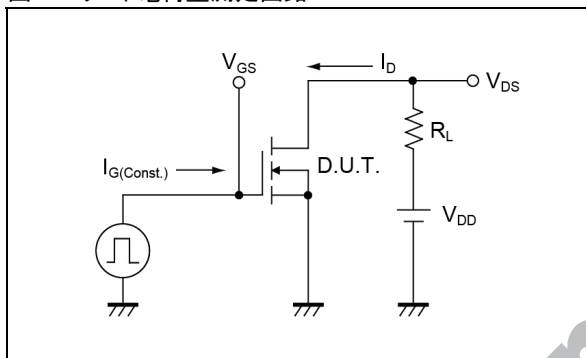 V_GS
I_D
V_DS
R_L
I_G(Const.)
D.U.T.
V_DD